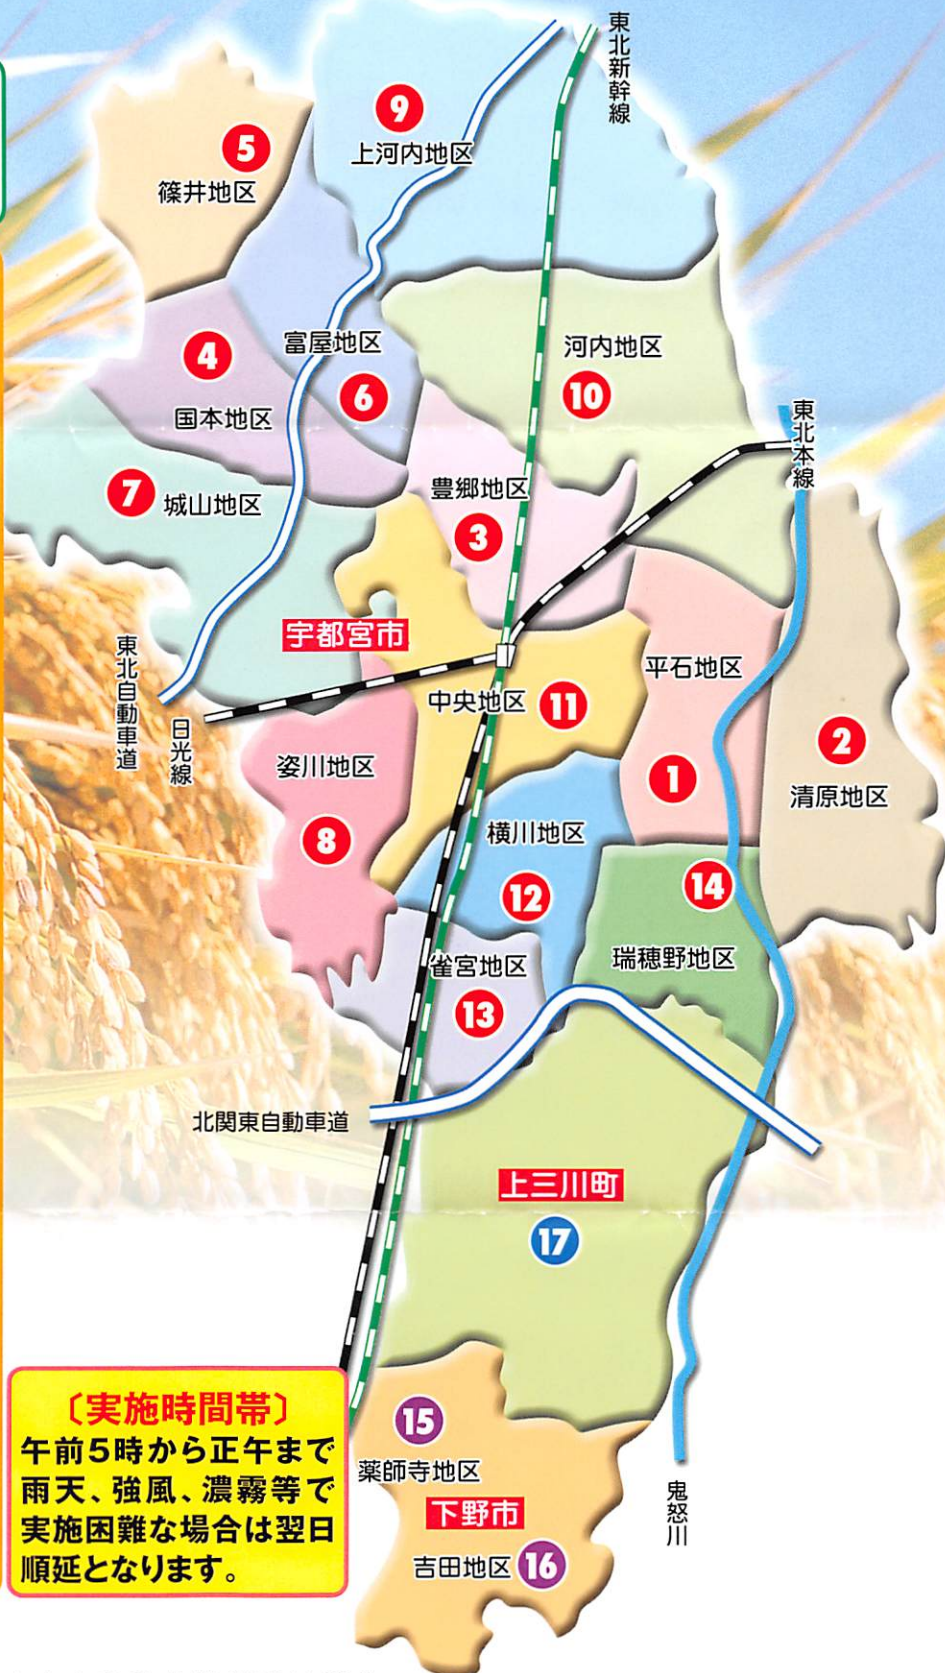 東北新幹線
9
上河内地区
5
篠井地区
富屋地区
6
4
国本地区
河内地区
10
東北本線
7
城山地区
豊郷地区
3
宇都宮市
平石地区
1
中央地区
11
2
清原地区
東北自動車道
日光線
姿川地区
8
横川地区
12
14
瑞穂野地区
雀宮地区
13
北関東自動車道
上三川町
17
15
薬師寺地区
下野市
吉田地区
16
鬼怒川
〔実施時間帯〕
午前5時から正午まで
雨天、強風、濃霧等で
実施困難な場合は翌日
順延となります。